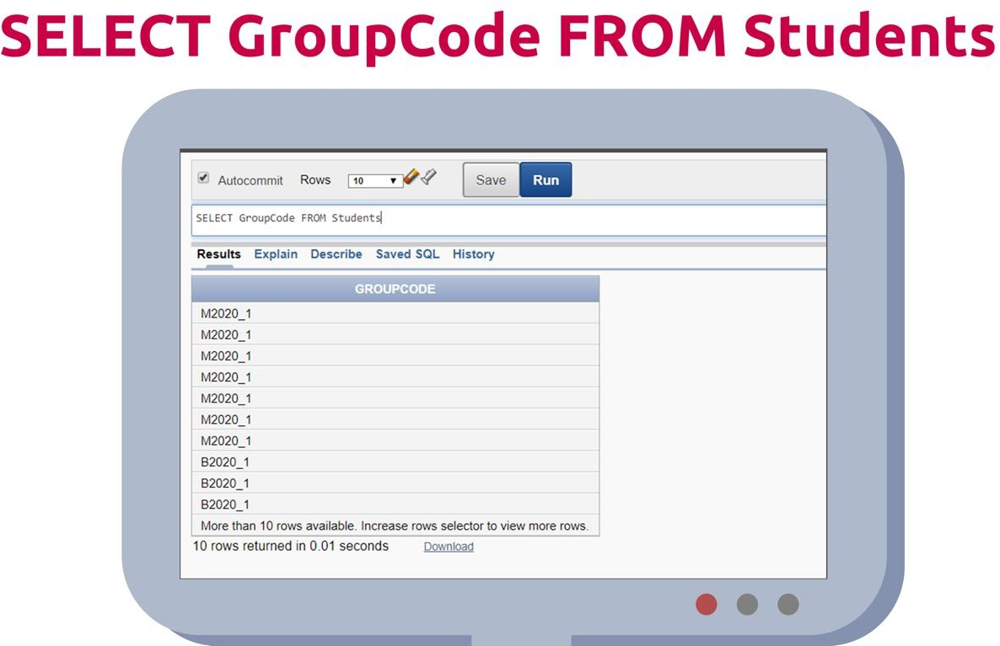 SELECT GroupCode FROM Students
Autocommit Rows 10 Save Run
SELECT GroupCode FROM Students
Results Explain Describe Saved SQL History
GROUPCODE
M2020_1
M2020_1
M2020_1
M2020_1
M2020_1
M2020_1
M2020_1
B2020_1
B2020_1
B2020_1
More than 10 rows available. Increase rows selector to view more rows.
10 rows returned in 0.01 seconds Download